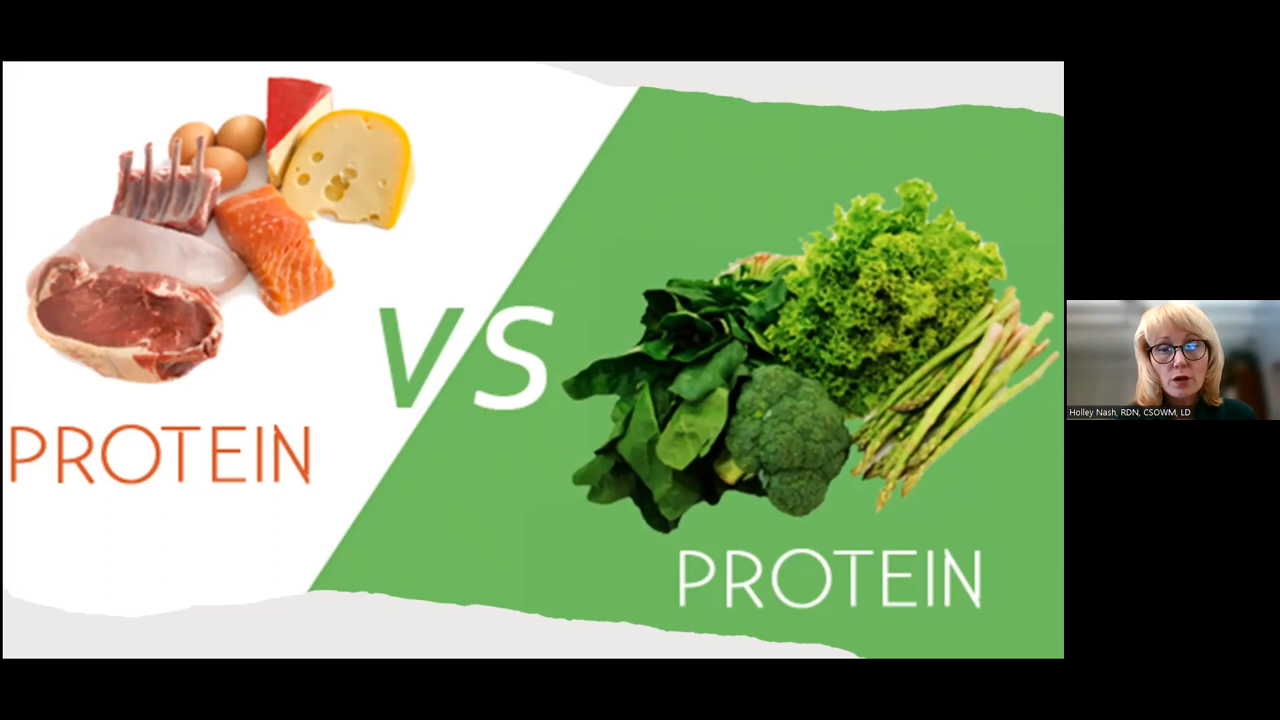 VS
PROTEIN
PROTEIN
Holley Nash, RDN, CSOWM, LD